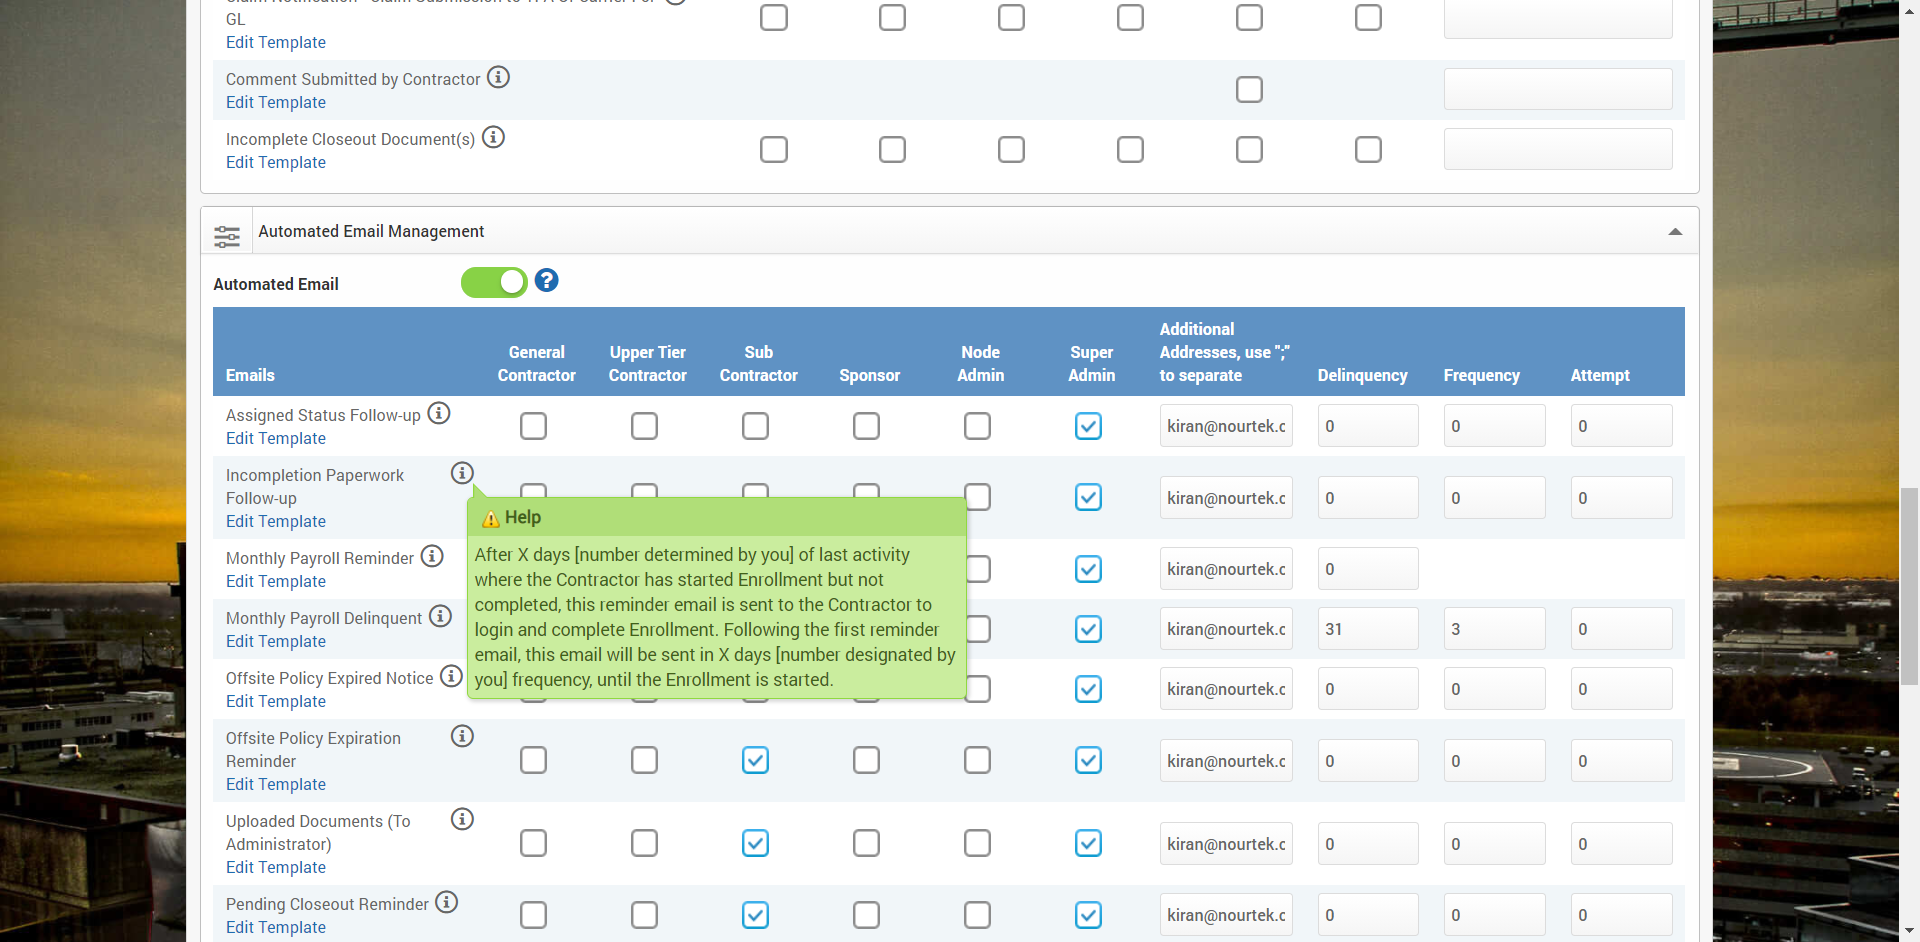 GL
Edit Template
Comment Submitted by Contractor
Edit Template
Incomplete Closeout Document(s)
Edit Template
Automated Email Management
Automated Email
Emails
General Contractor
Upper Tier Contractor
Sub Contractor
Sponsor
Node Admin
Super Admin
Additional
Addresses, use ";"
to separate
Delinquency
Frequency
Attempt
Assigned Status Follow-up
Edit Template
kiran@nourtek.c 0 0 0
Incompletion Paperwork
Follow-up
Edit Template
kiran@nourtek.c 0 0 0
Help
After X days [number determined by you] of last activity
where the Contractor has started Enrollment but not
completed, this reminder email is sent to the Contractor to
login and complete Enrollment. Following the first reminder
email, this email will be sent in X days [number designated by
you] frequency, until the Enrollment is started.
Monthly Payroll Reminder
Edit Template
kiran@nourtek.c 0
Monthly Payroll Delinquent
Edit Template
kiran@nourtek.c 31 3 0
Offsite Policy Expired Notice
Edit Template
kiran@nourtek.c 0 0 0
Offsite Policy Expiration
Reminder
Edit Template
kiran@nourtek.c 0 0 0
Uploaded Documents (To
Administrator)
Edit Template
kiran@nourtek.c 0 0 0
Pending Closeout Reminder
Edit Template
kiran@nourtek.c 0 0 0